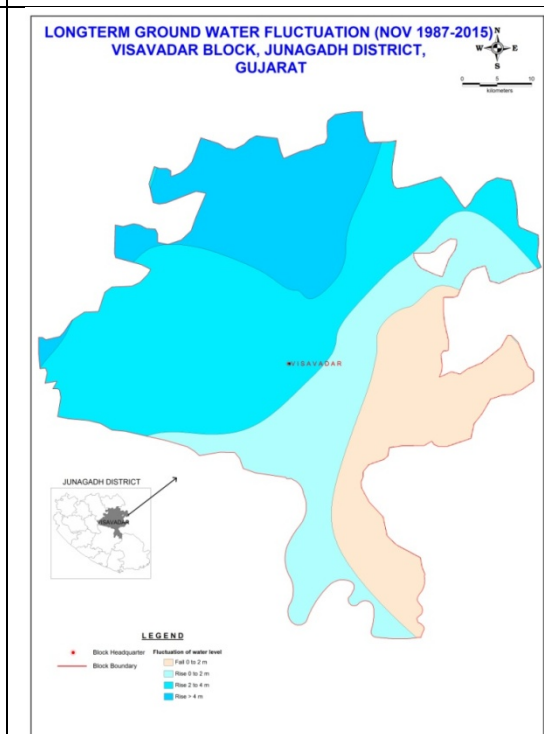 LONGTERM GROUND WATER FLUCTUATION (NOV 1987-2015)
VISAVADAR BLOCK, JUNAGADH DISTRICT,
GUJARAT
N
W E
S
0 5 10
kilometers
VISAVADAR
JUNAGADH DISTRICT
VISAVADAR
LEGEND
Block Headquarter
Block Boundary
Fluctuation of water level
Fall 0 to 2 m
Rise 0 to 2 m
Rise 2 to 4 m
Rise > 4 m